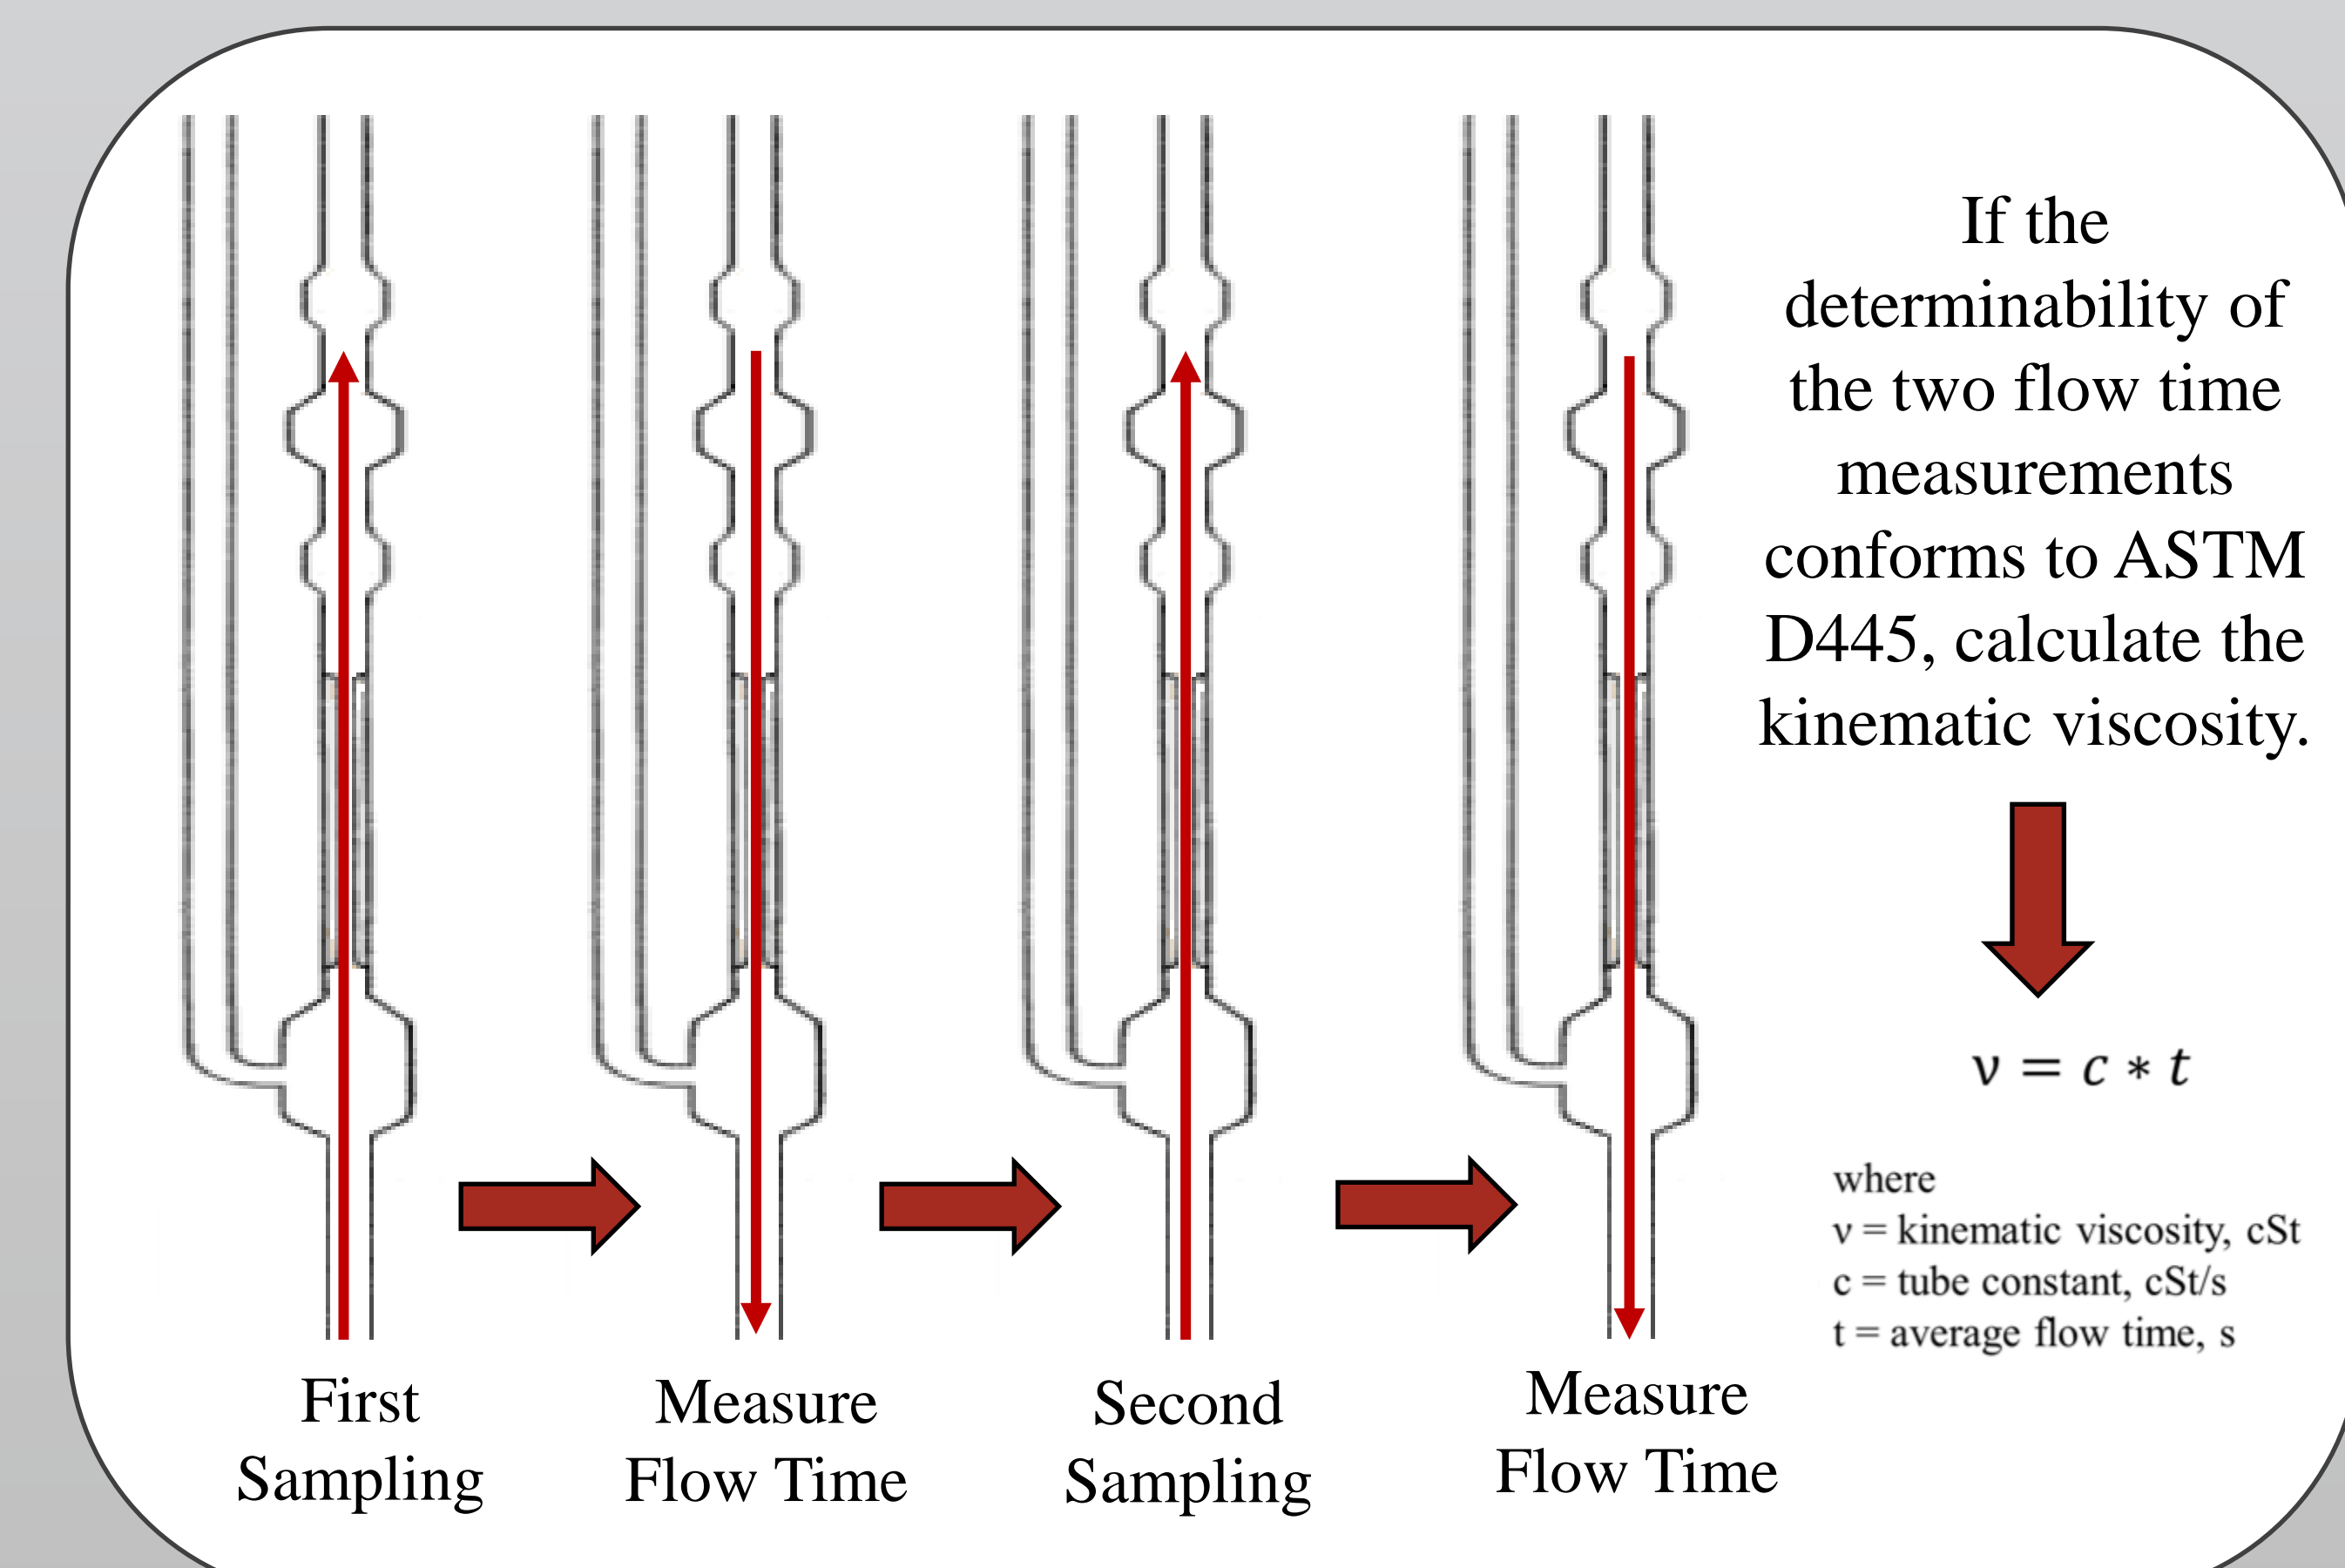 If the
determinability of
the two flow time
measurements
conforms to ASTM
D445, calculate the
kinematic viscosity.
ν = c ∗ t
where
ν = kinematic viscosity, cSt
c = tube constant, cSt/s
t = average flow time, s
First
Sampling
Measure
Flow Time
Second
Sampling
Measure
Flow Time